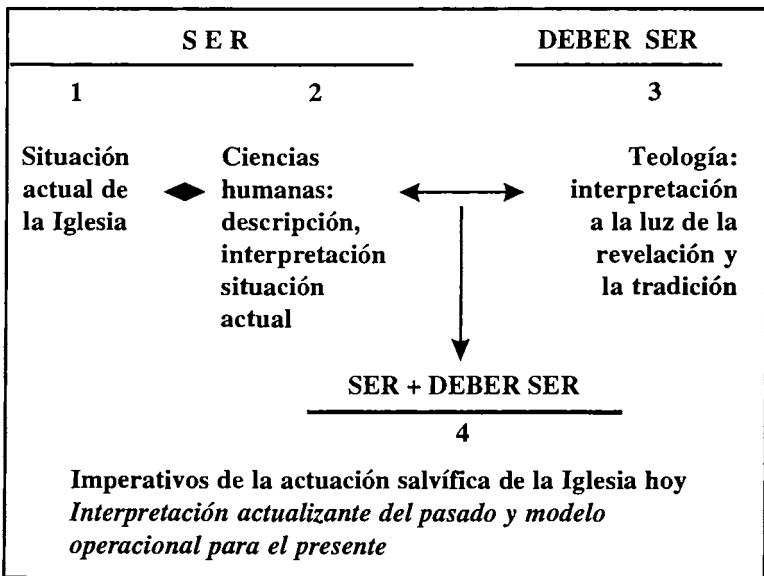 S E R
DEBER SER
1
2
3
Situación
actual de
la Iglesia
Ciencias
humanas:
descripción,
interpretación
situación
actual
Teología:
interpretación
a la luz de la
revelación y
la tradición
SER + DEBER SER
4
Imperativos de la actuación salvífica de la Iglesia hoy
Interpretación actualizante del pasado y modelo
operacional para el presente